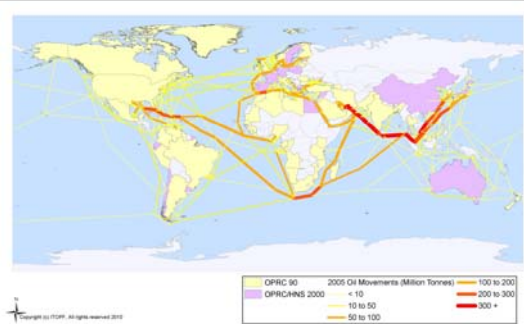 OPRC 90
OPRC/HNS 2000
2005 Oil Movements (Million Tonnes)
< 10
10 to 50
50 to 100
100 to 200
200 to 300
300 +
N
Copyright (c) ITOPF, All rights reserved 2010